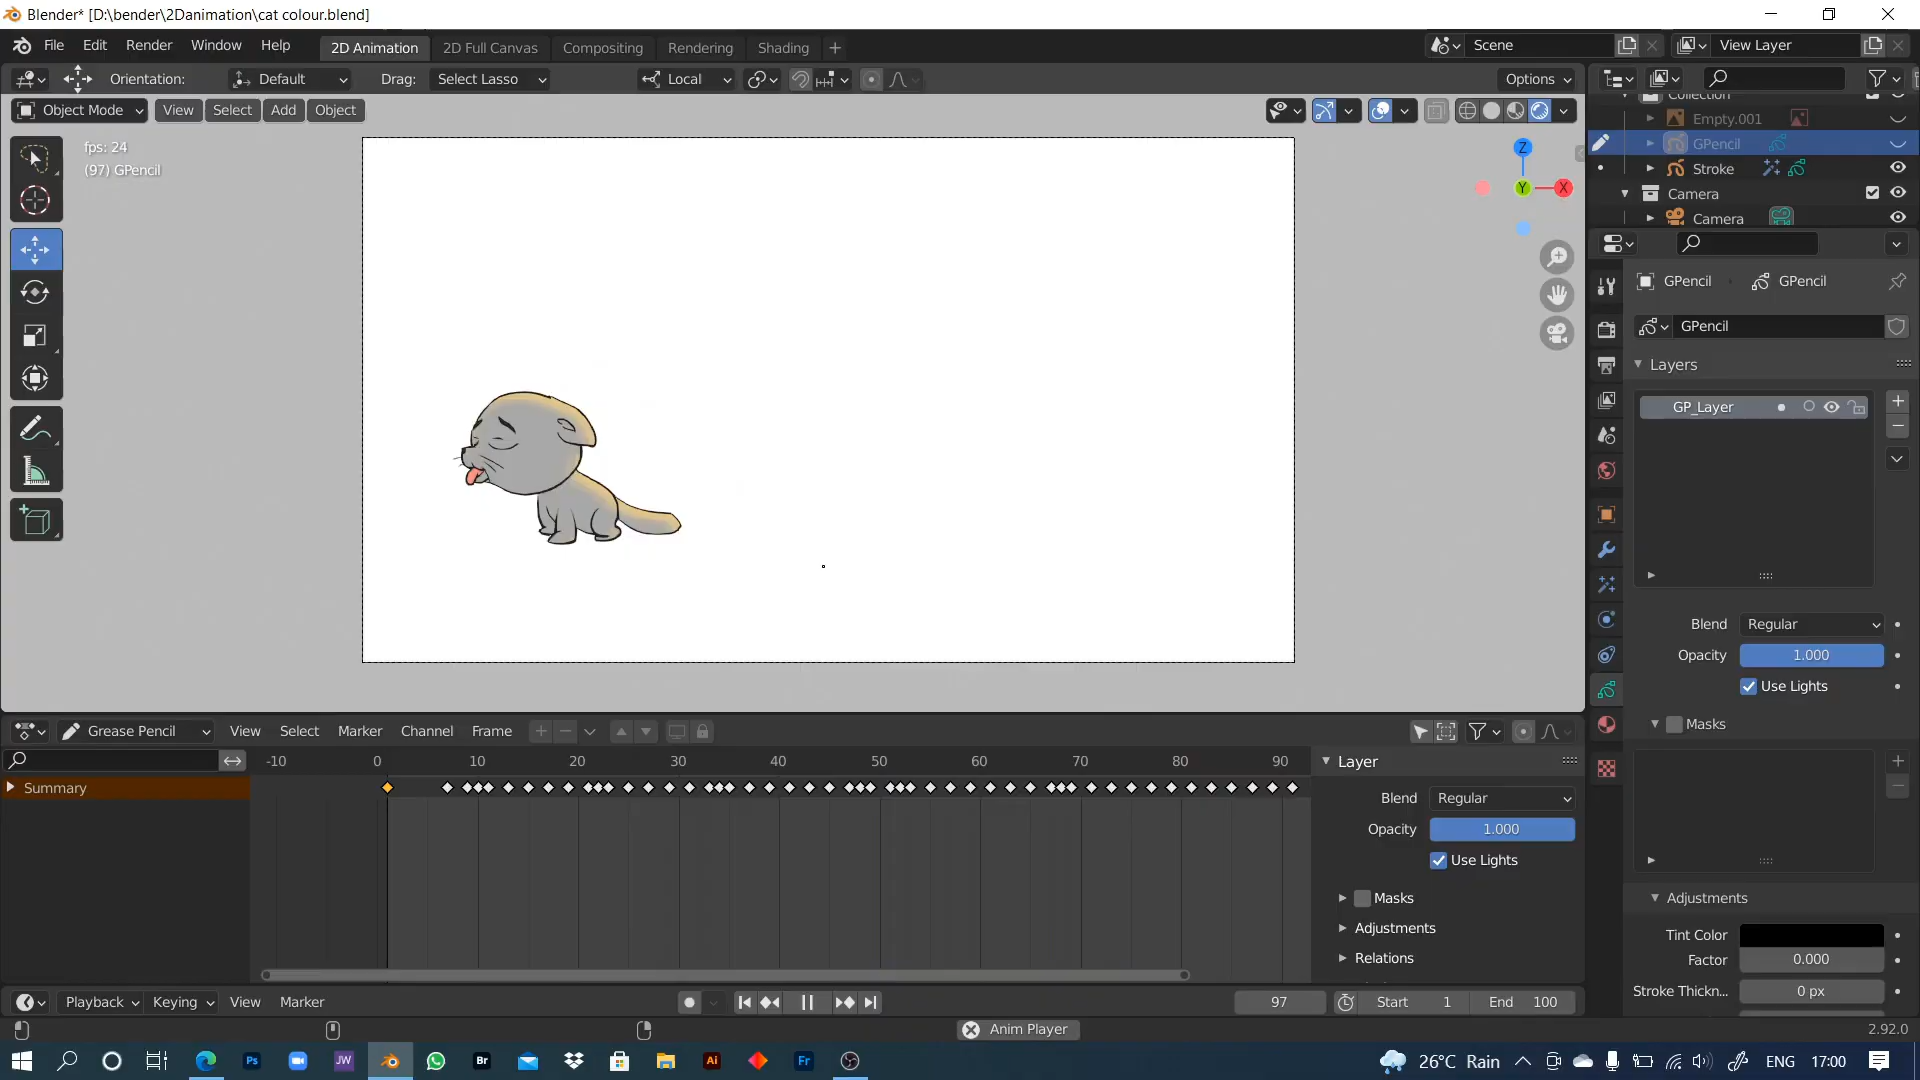 Blender* [D:\bender\2Danimation\cat colour.blend]
File Edit Render Window Help 2D Animation 2D Full Canvas Compositing Rendering Shading + Scene View Layer
Orientation: Default Drag: Select Lasso Local Options
Object Mode View Select Add Object
fps: 24
(97) GPencil
Z
Y
X
Collection
Empty.001
GPencil
Stroke
Camera
Camera
GPencil GPencil
GPencil
Layers
GP_Layer
Blend Regular
Opacity 1.000
Use Lights
Masks
Adjustments
Tint Color
Factor 0.000
Stroke Thickn... 0 px
Grease Pencil View Select Marker Channel Frame
-10 0 10 20 30 40 50 60 70 80 90
Summary
Layer
Blend Regular
Opacity 1.000
Use Lights
Masks
Adjustments
Relations
Playback Keying View Marker 97 Start 1 End 100
Anim Player 2.92.0
Ps JW Br Ai Fr 26°C Rain ENG 17:00